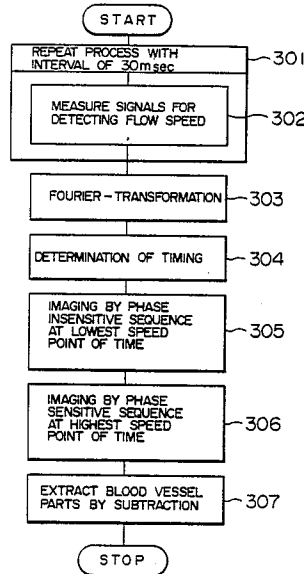 START
REPEAT PROCESS WITH
INTERVAL OF 30msec
301
MEASURE SIGNALS FOR
DETECTING FLOW SPEED
302
FOURIER-TRANSFORMATION
303
DETERMINATION OF TIMING
304
IMAGING BY PHASE
INSENSITIVE SEQUENCE
AT LOWEST SPEED
POINT OF TIME
305
IMAGING BY PHASE
SENSITIVE SEQUENCE
AT HIGHEST SPEED
POINT OF TIME
306
EXTRACT BLOOD VESSEL
PARTS BY SUBTRACTION
307
STOP